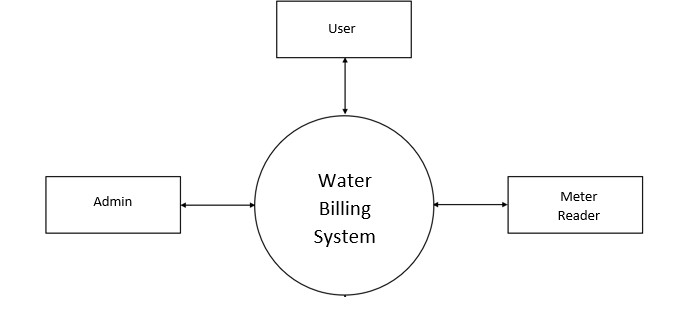 User
Admin
Water
Billing
System
Meter
Reader